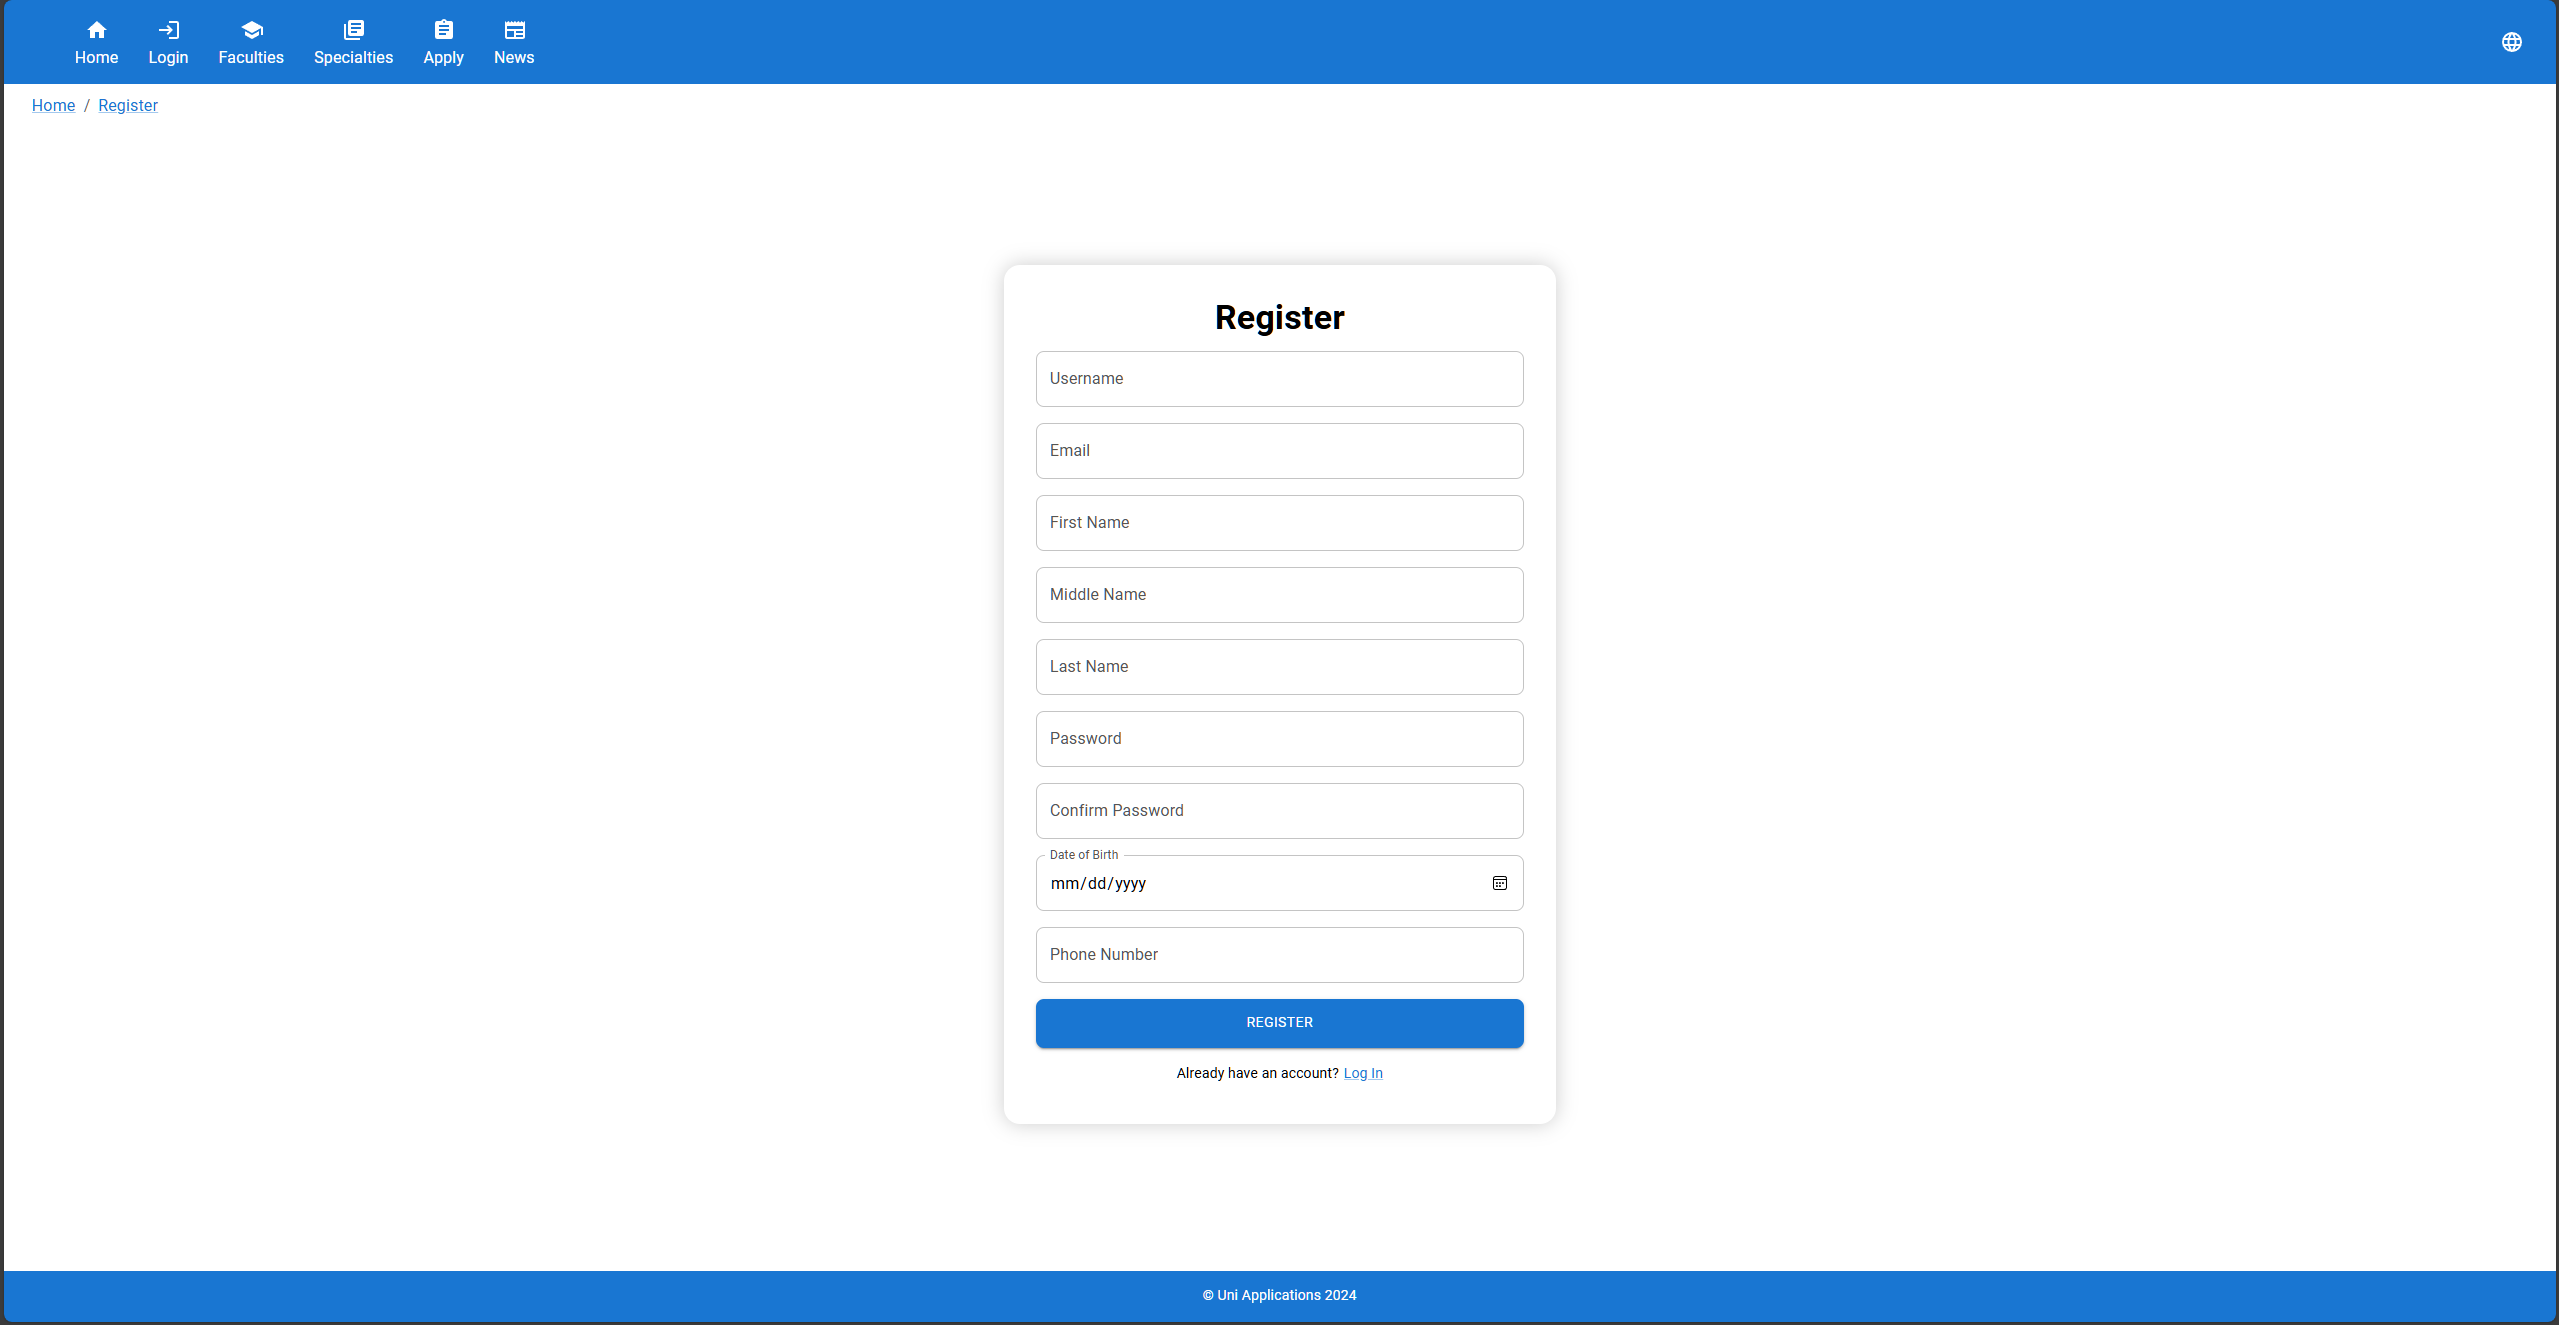 Home Login Faculties Specialties Apply News
Home / Register
Register
Username
Email
First Name
Middle Name
Last Name
Password
Confirm Password
Date of Birth
mm/dd/yyyy
Phone Number
REGISTER
Already have an account? Log In
© Uni Applications 2024